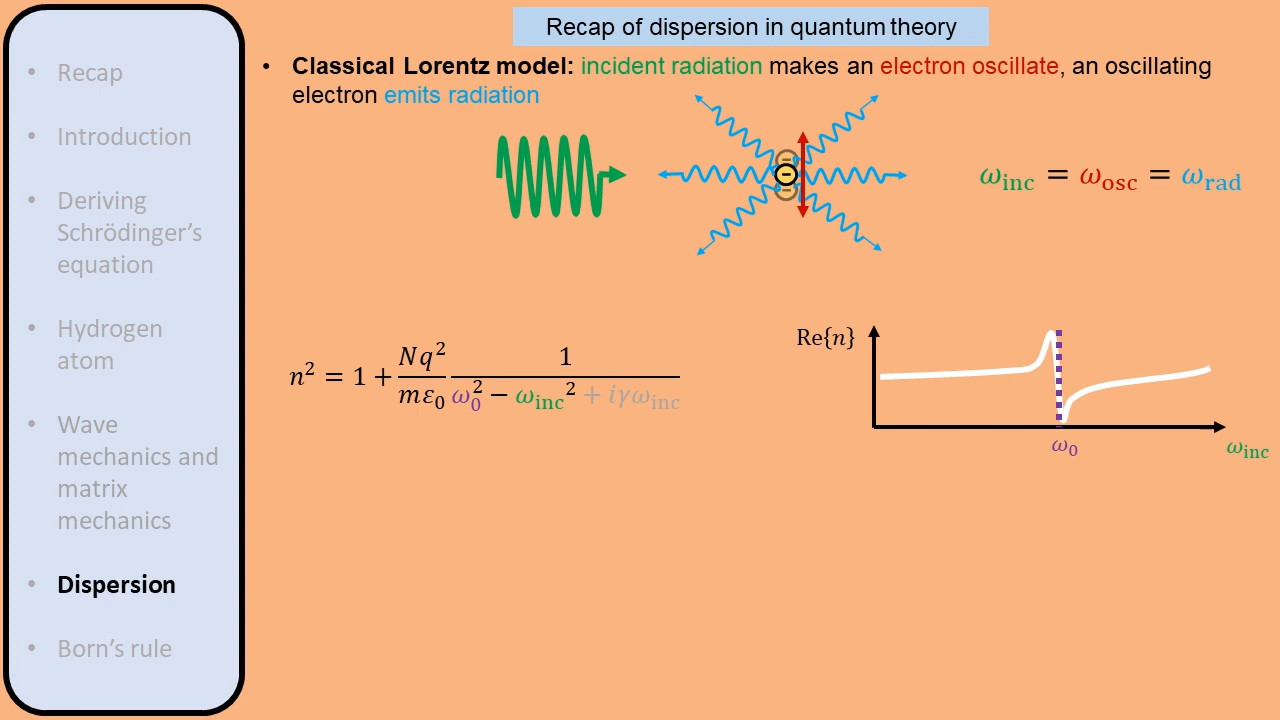 Recap of dispersion in quantum theory
• Recap
• Introduction
• Deriving
Schrödinger's
equation
• Hydrogen
atom
• Wave
mechanics and
matrix
mechanics
• Dispersion
• Born's rule
• Classical Lorentz model: incident radiation makes an electron oscillate, an oscillating
electron emits radiation
ω_inc = ω_osc = ω_rad
n² = 1 + Nq²/mε₀ 1/(ω₀² − ω_inc² + iγω_inc)
Re{n}
ω₀
ω_inc